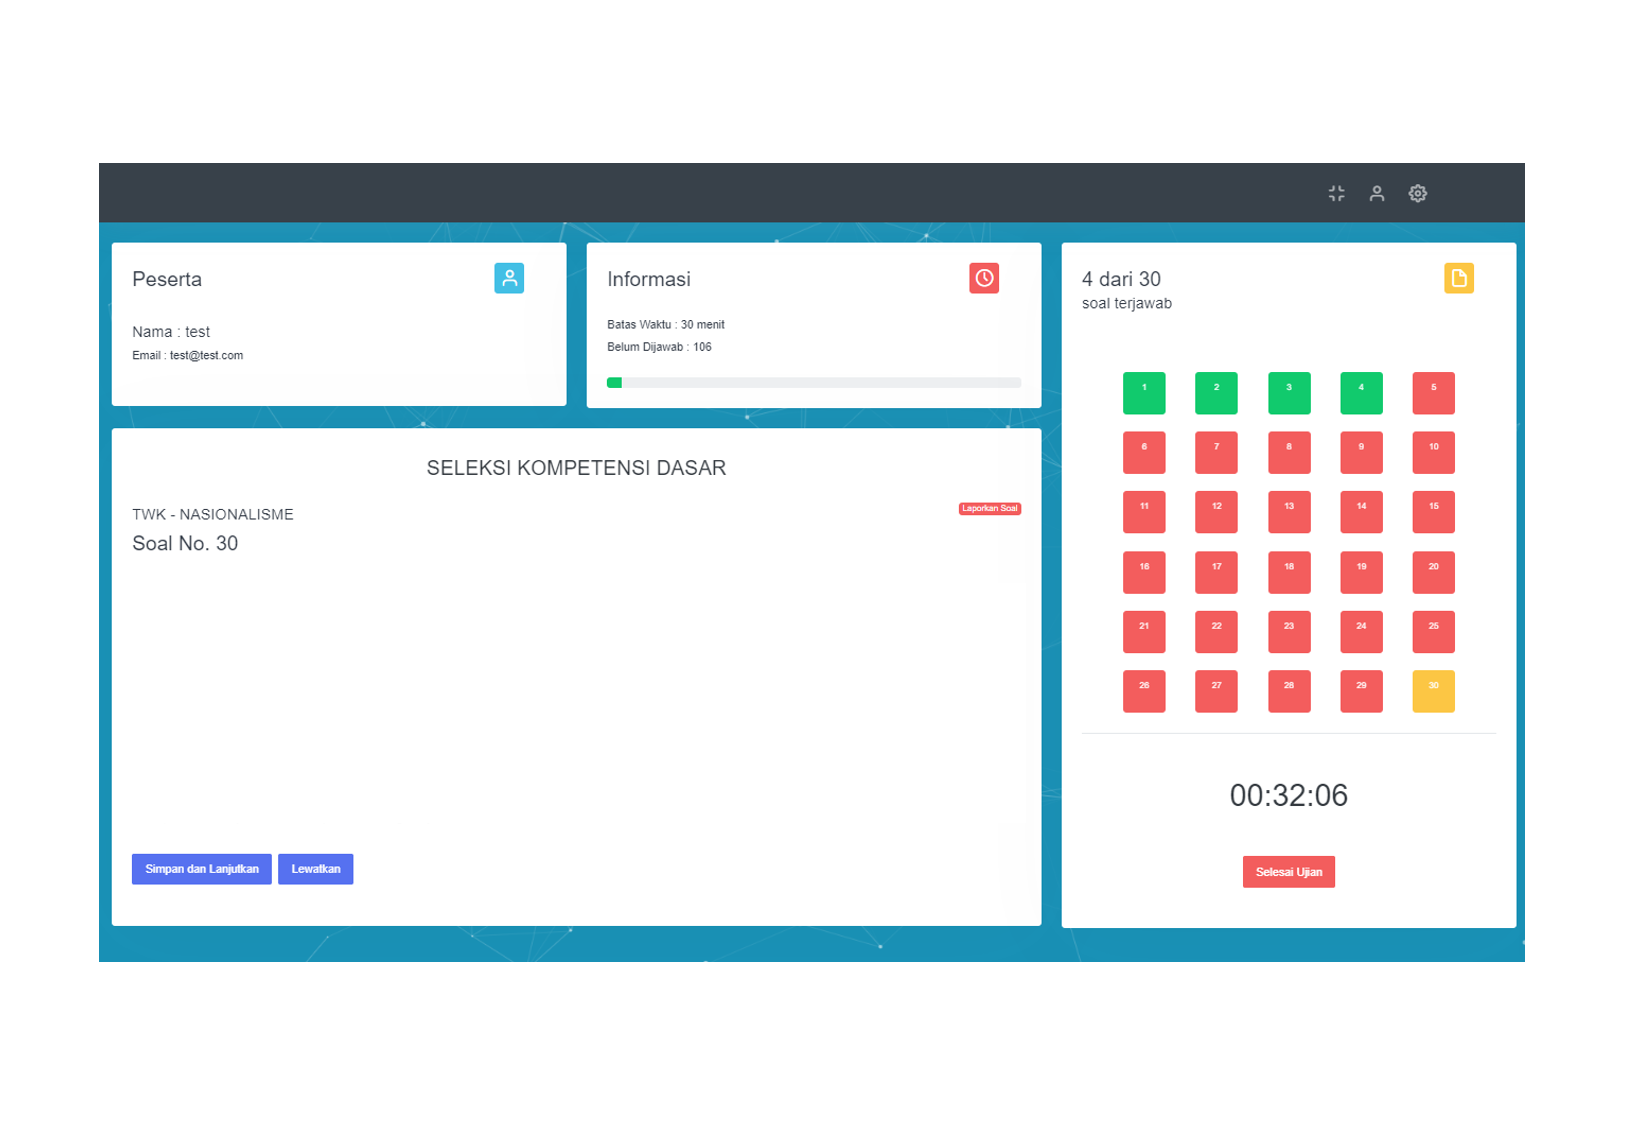 Peserta
Nama : test
Email : test@test.com
Informasi
Batas Waktu : 30 menit
Belum Dijawab : 106
4 dari 30
soal terjawab
1 2 3 4 5
6 7 8 9 10
11 12 13 14 15
16 17 18 19 20
21 22 23 24 25
26 27 28 29 30
00:32:06
Selesai Ujian
SELEKSI KOMPETENSI DASAR
TWK - NASIONALISME
Laporkan Soal
Soal No. 30
Simpan dan Lanjutkan
Lewatkan